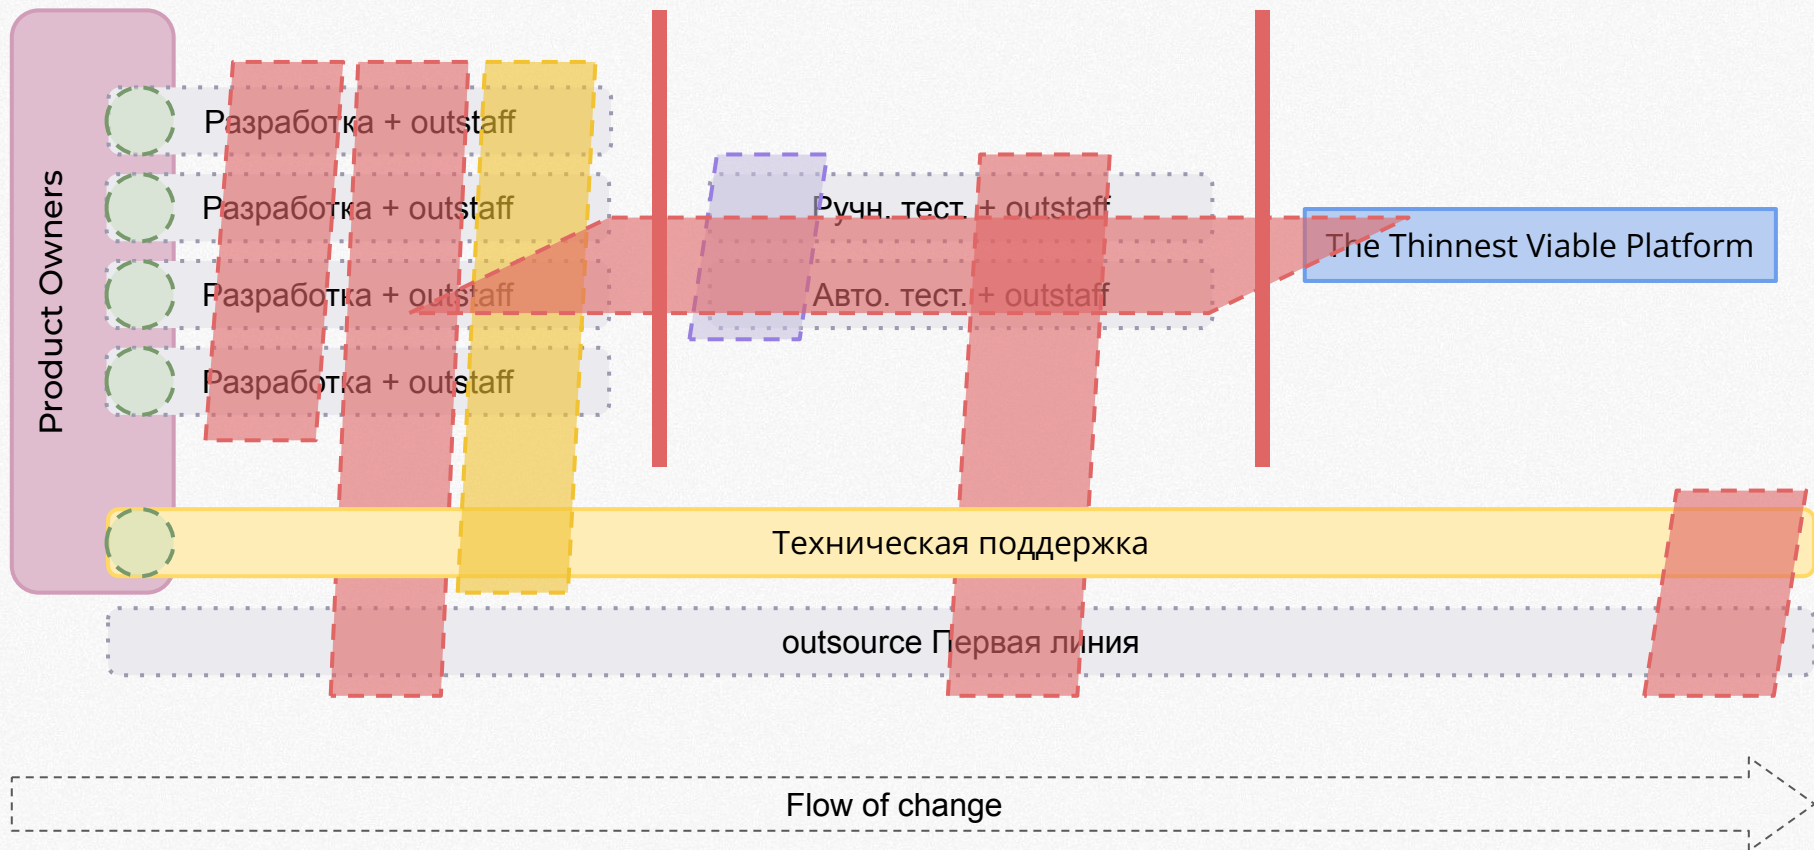 Product Owners
Разработка + outstaff
Разработка + outstaff
Разработка + outstaff
Разработка + outstaff
Ручн. тест. + outstaff
Авто. тест. + outstaff
The Thinnest Viable Platform
Техническая поддержка
outsource Первая линия
Flow of change